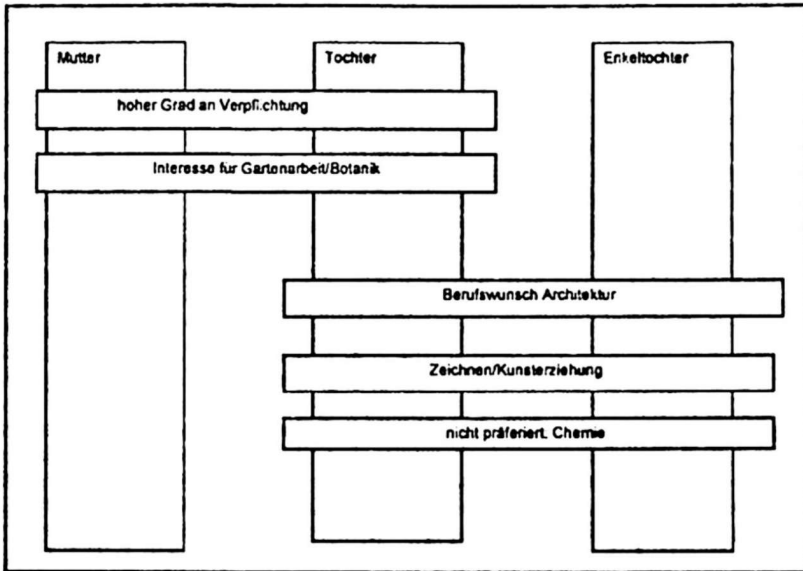 Mutter
Tochter
Enkeltochter
hoher Grad an Verpflichtung
Interesse für Gartenarbeit/Botanik
Berufswunsch Architektur
Zeichnen/Kunsterziehung
nicht präferiert. Chemie